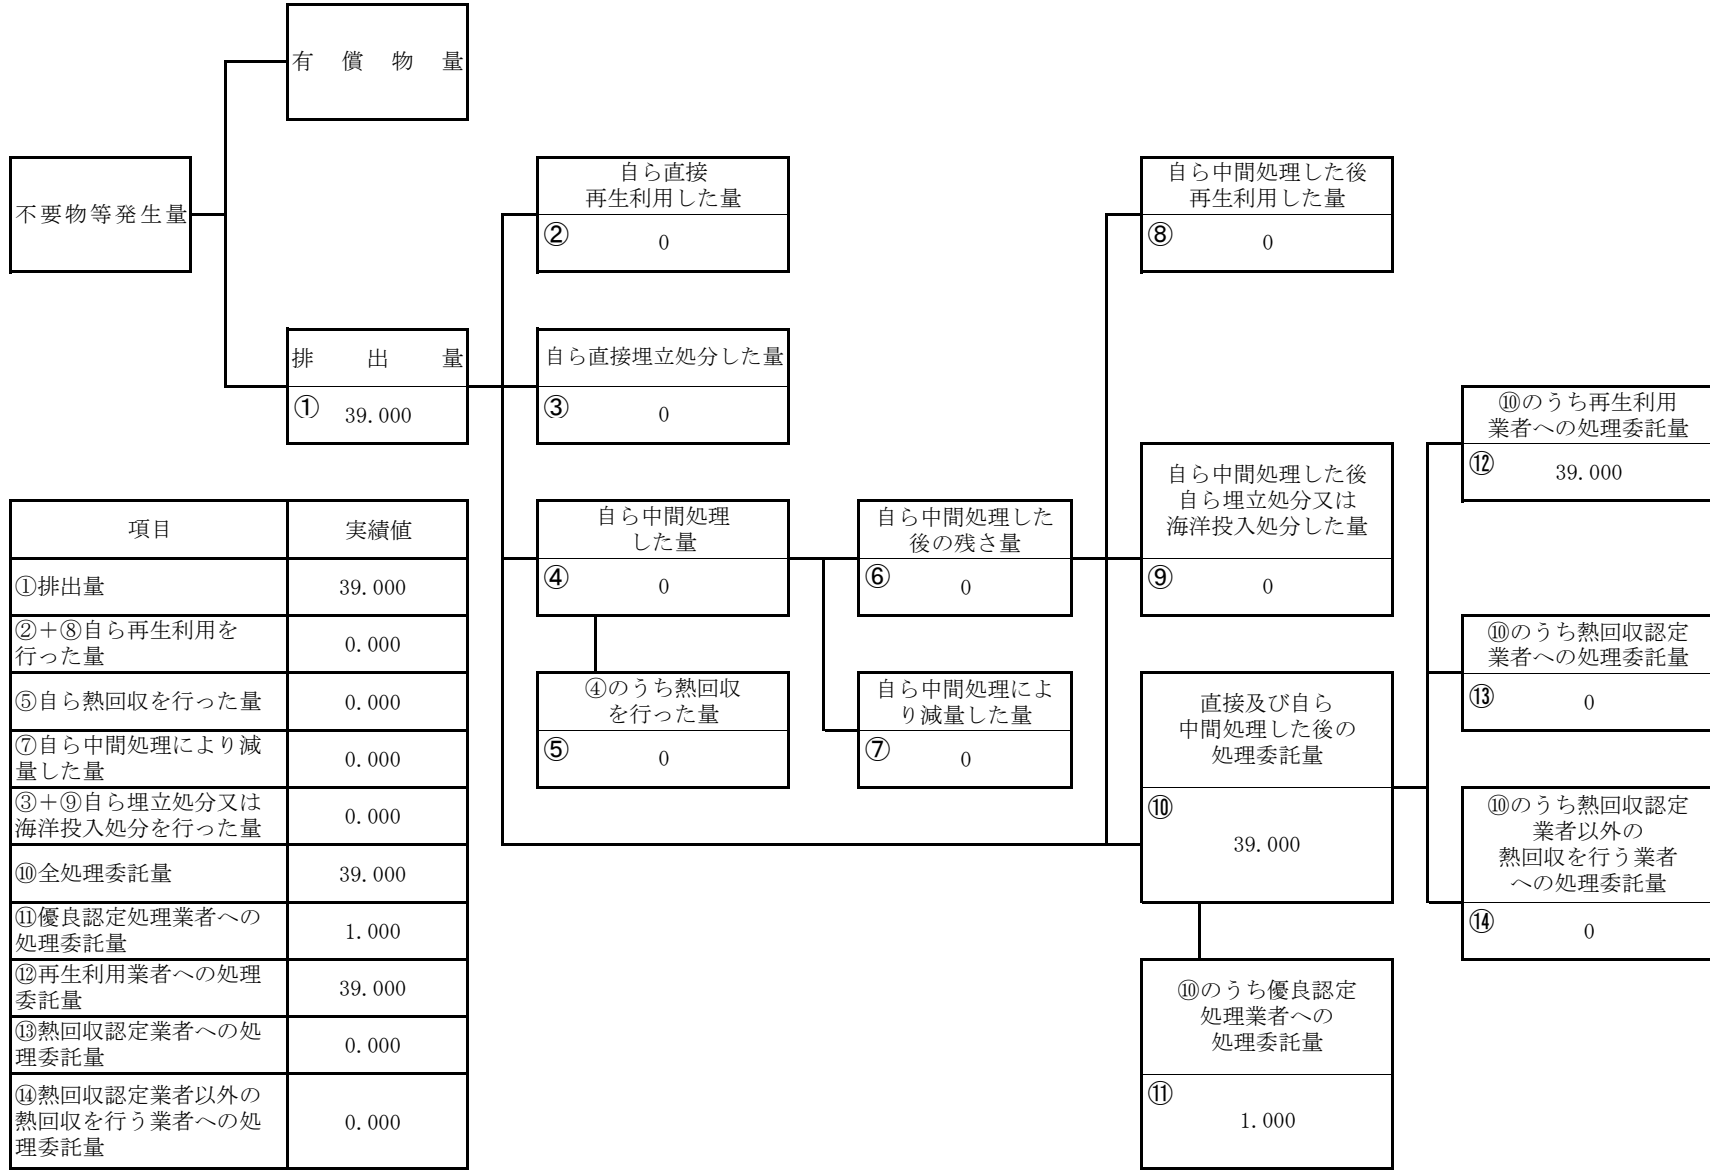 有償物量
不要物等発生量
自ら直接
再生利用した量
② 0
自ら中間処理した後
再生利用した量
⑧ 0
排出量
① 39.000
自ら直接埋立処分した量
③ 0
⑩のうち再生利用
業者への処理委託量
⑫ 39.000
自ら中間処理した後
自ら埋立処分又は
海洋投入処分した量
⑨ 0
自ら中間処理
した量
④ 0
自ら中間処理した
後の残さ量
⑥ 0
⑩のうち熱回収認定
業者への処理委託量
⑬ 0
④のうち熱回収
を行った量
⑤ 0
自ら中間処理によ
り減量した量
⑦ 0
直接及び自ら
中間処理した後の
処理委託量
⑩
39.000
⑩のうち熱回収認定
業者以外の
熱回収を行う業者
への処理委託量
⑭ 0
⑩のうち優良認定
処理業者への
処理委託量
⑪
1.000
項目 実績値
①排出量 39.000
②＋⑧自ら再生利用を
行った量 0.000
⑤自ら熱回収を行った量 0.000
⑦自ら中間処理により減
量した量 0.000
③＋⑨自ら埋立処分又は
海洋投入処分を行った量 0.000
⑩全処理委託量 39.000
⑪優良認定処理業者への
処理委託量 1.000
⑫再生利用業者への処理
委託量 39.000
⑬熱回収認定業者への処
理委託量 0.000
⑭熱回収認定業者以外の
熱回収を行う業者への処
理委託量 0.000